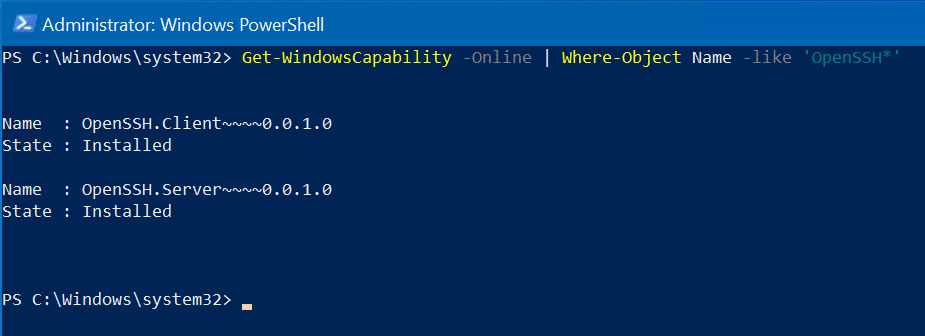 Administrator: Windows PowerShell
PS C:\Windows\system32> Get-WindowsCapability -Online | Where-Object Name -like 'OpenSSH*'
Name  : OpenSSH.Client~~~~0.0.1.0
State : Installed
Name  : OpenSSH.Server~~~~0.0.1.0
State : Installed
PS C:\Windows\system32>